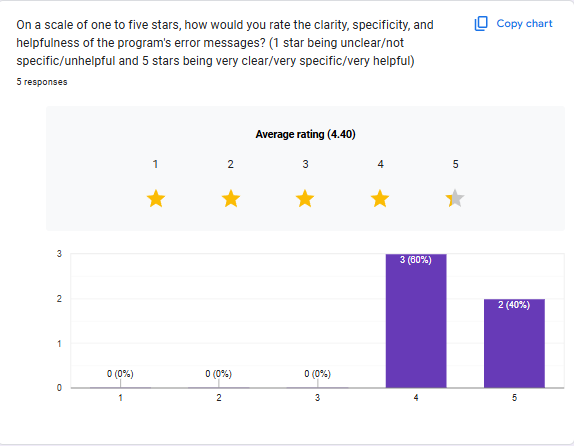 On a scale of one to five stars, how would you rate the clarity, specificity, and
Copy chart
helpfulness of the program's error messages? (1 star being unclear/not
specific/unhelpful and 5 stars being very clear/very specific/very helpful)
5 responses
Average rating (4.40)
1 2 3 4 5
3
3 (60%)
2
2 (40%)
1
0 (0%) 0 (0%) 0 (0%)
0
1 2 3 4 5